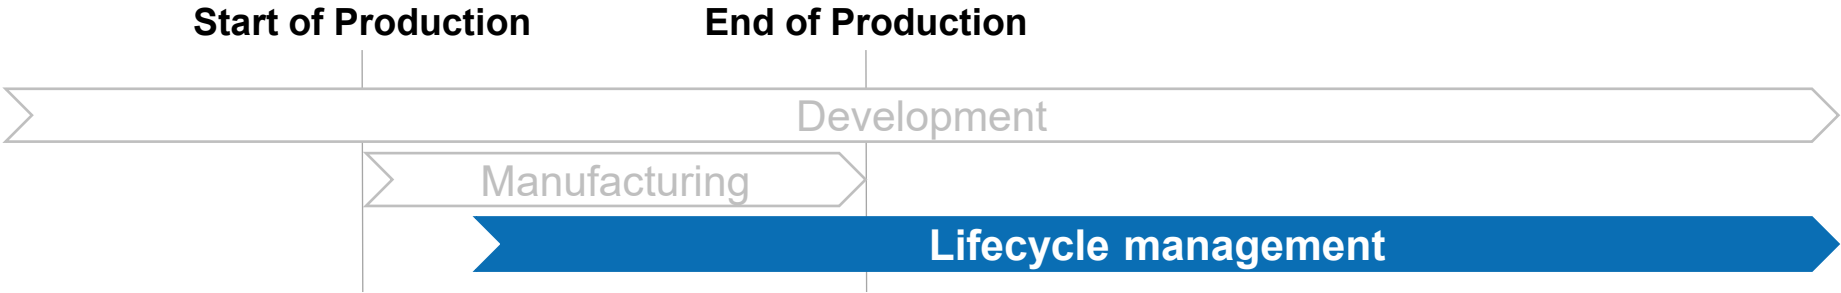 Start of Production
End of Production
Development
Manufacturing
Lifecycle management